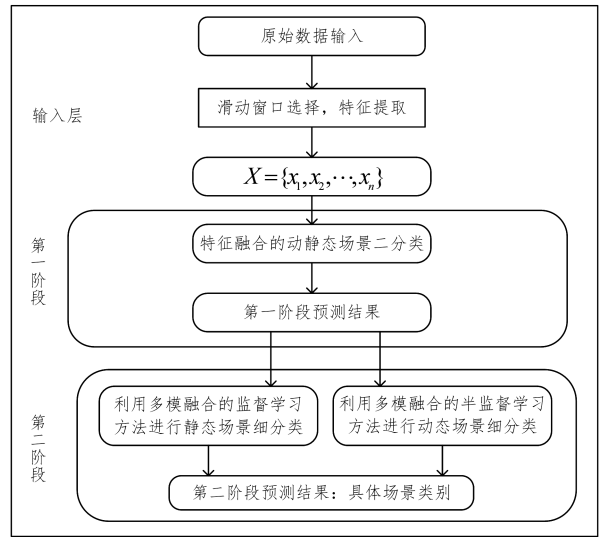 原始数据输入
输入层
滑动窗口选择，特征提取
X={x₁,x₂,⋯,xₙ}
第一阶段
特征融合的动静态场景二分类
第一阶段预测结果
第二阶段
利用多模融合的监督学习
方法进行静态场景细分类
利用多模融合的半监督学习
方法进行动态场景细分类
第二阶段预测结果：具体场景类别